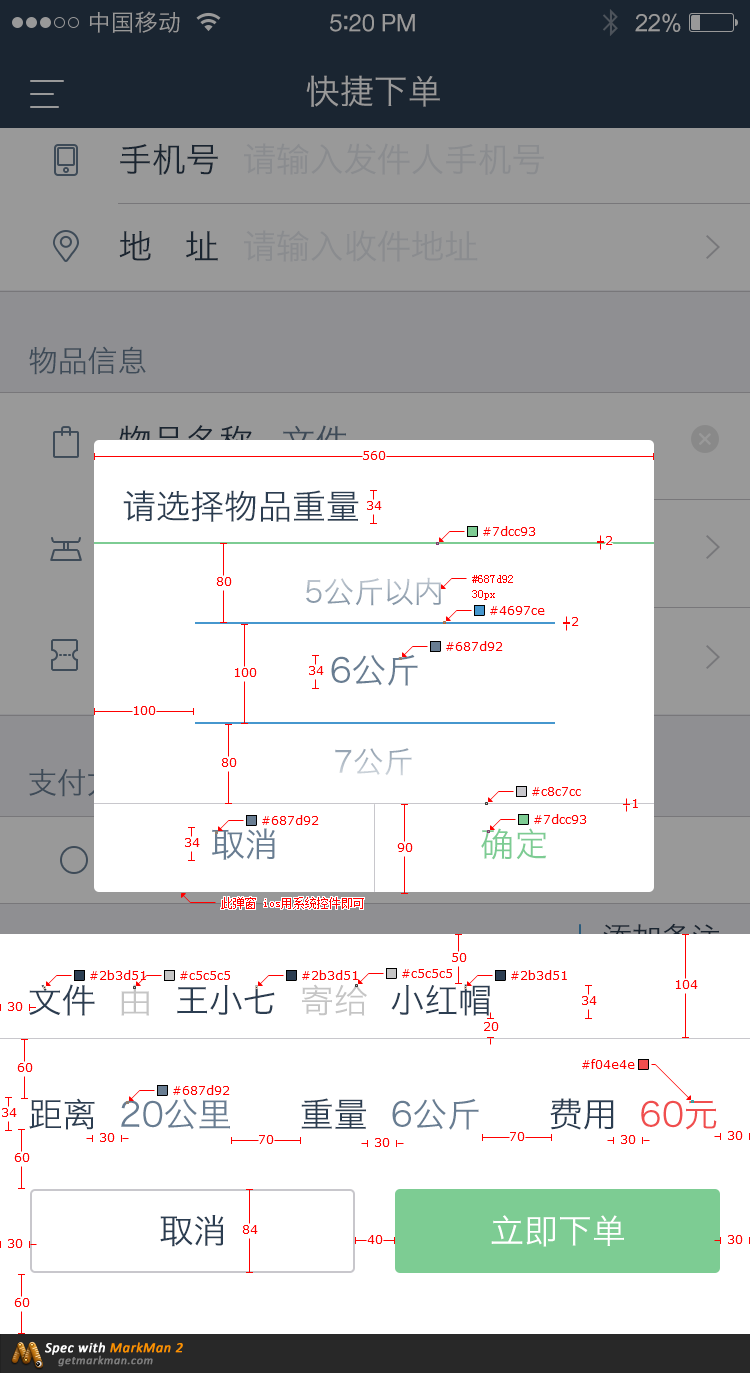 中国移动 5:20 PM 22%
快捷下单
手机号 请输入发件人手机号
地 址 请输入收件地址
物品信息
物品名称 文件
560
请选择物品重量 34
#7dcc93 2
80 5公斤以内 #687d92
30px
#4697ce 2
#687d92
100 34 6公斤
100
80 7公斤
支付
#c8c7cc 1
#687d92 #7dcc93
34 取消 90 确定
此弹窗 ios用系统控件即可
添加备注
50
#2b3d51 #c5c5c5 #2b3d51 #c5c5c5 #2b3d51 104
30 文件 由 王小七 寄给 小红帽 34
20
60 #687d92 #f04e4e
34 距离 20公里 重量 6公斤 费用 60元
30 70 30 70 30 30
60
30 取消 84 40 立即下单 30
60
Spec with MarkMan 2
getmarkman.com